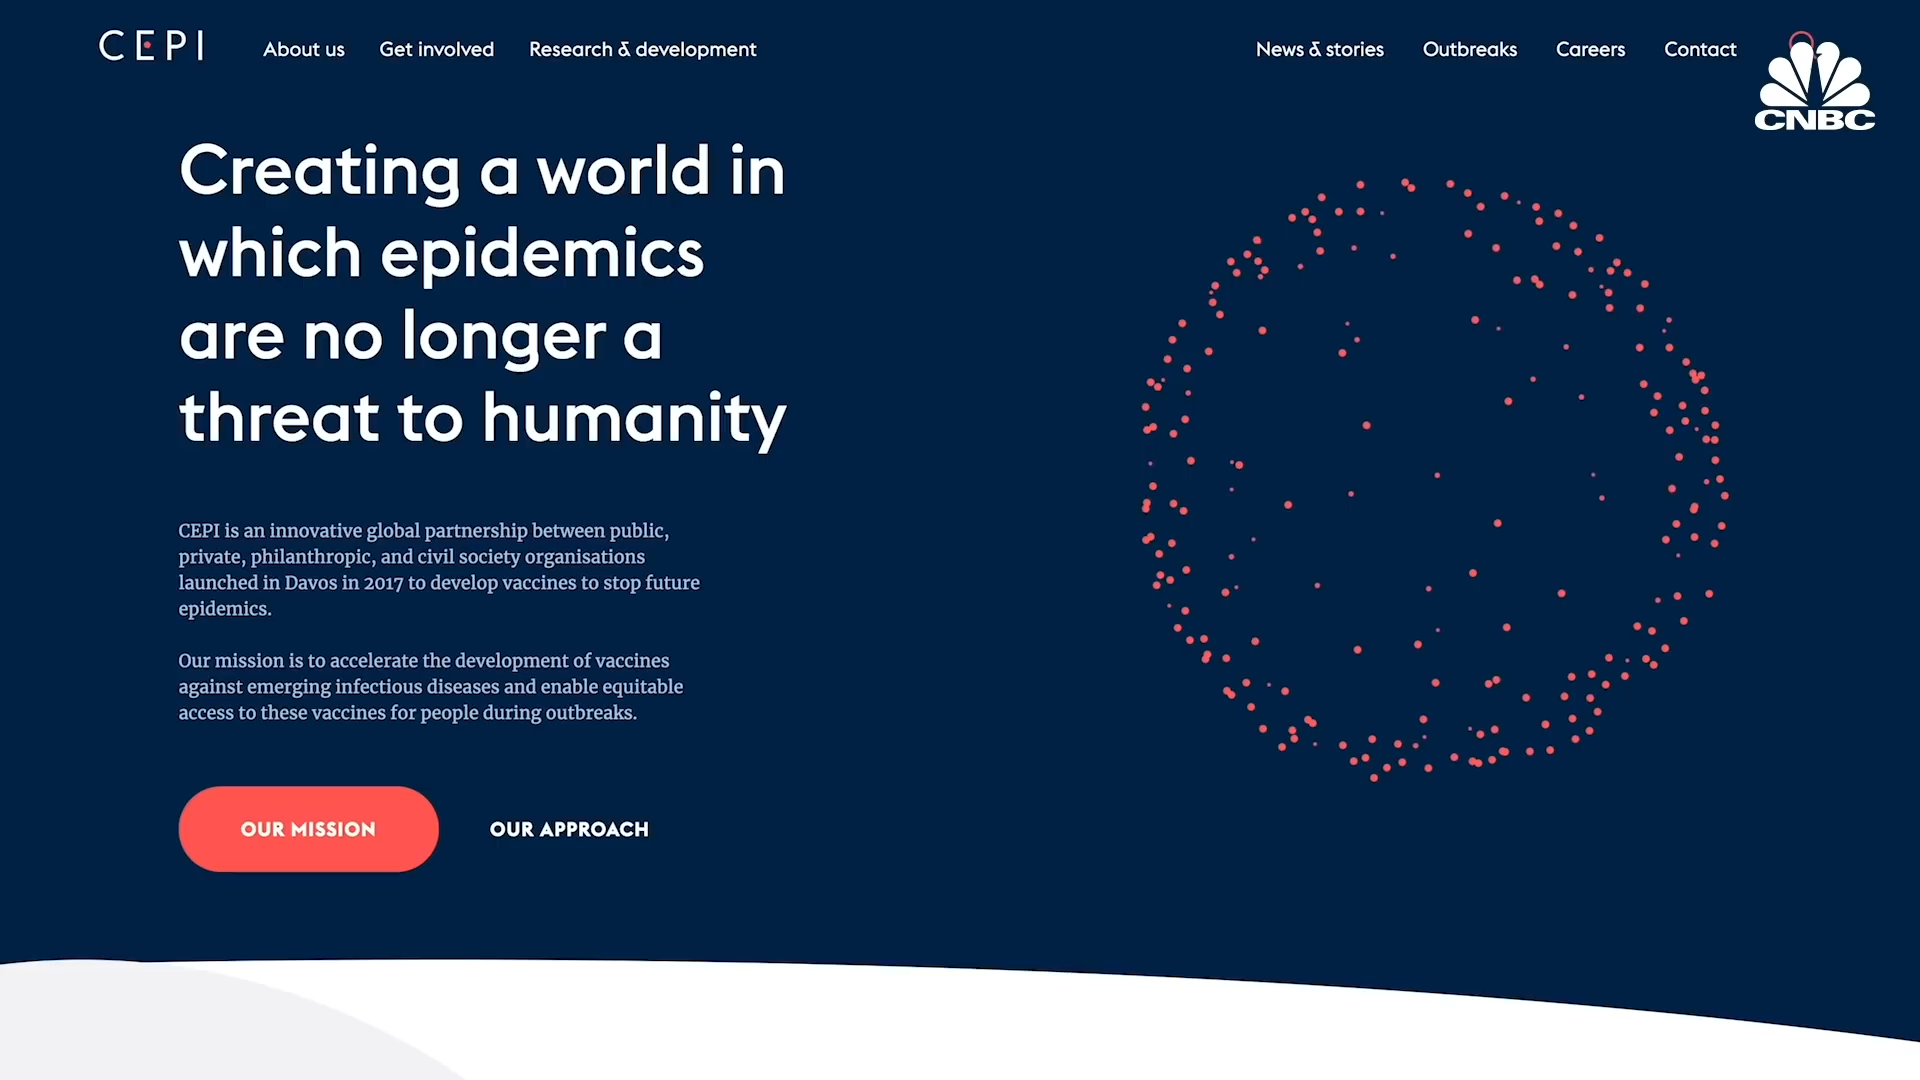 CEPI
About us
Get involved
Research & development
News & stories
Outbreaks
Careers
Contact
CNBC
Creating a world in
which epidemics
are no longer a
threat to humanity
CEPI is an innovative global partnership between public,
private, philanthropic, and civil society organisations
launched in Davos in 2017 to develop vaccines to stop future
epidemics.
Our mission is to accelerate the development of vaccines
against emerging infectious diseases and enable equitable
access to these vaccines for people during outbreaks.
OUR MISSION
OUR APPROACH